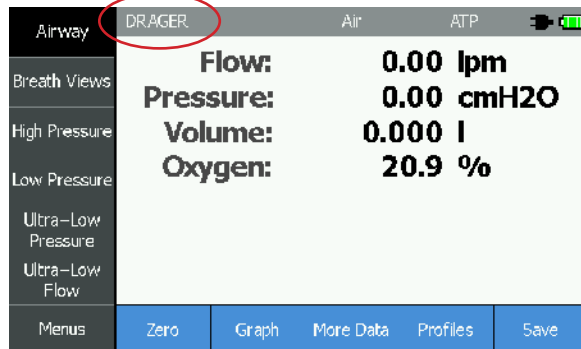 Airway
DRAGER Air ATP
Breath Views
High Pressure
Low Pressure
Ultra-Low
Pressure
Ultra-Low
Flow
Menus
Flow: 0.00 lpm
Pressure: 0.00 cmH2O
Volume: 0.000 l
Oxygen: 20.9 %
Zero Graph More Data Profiles Save